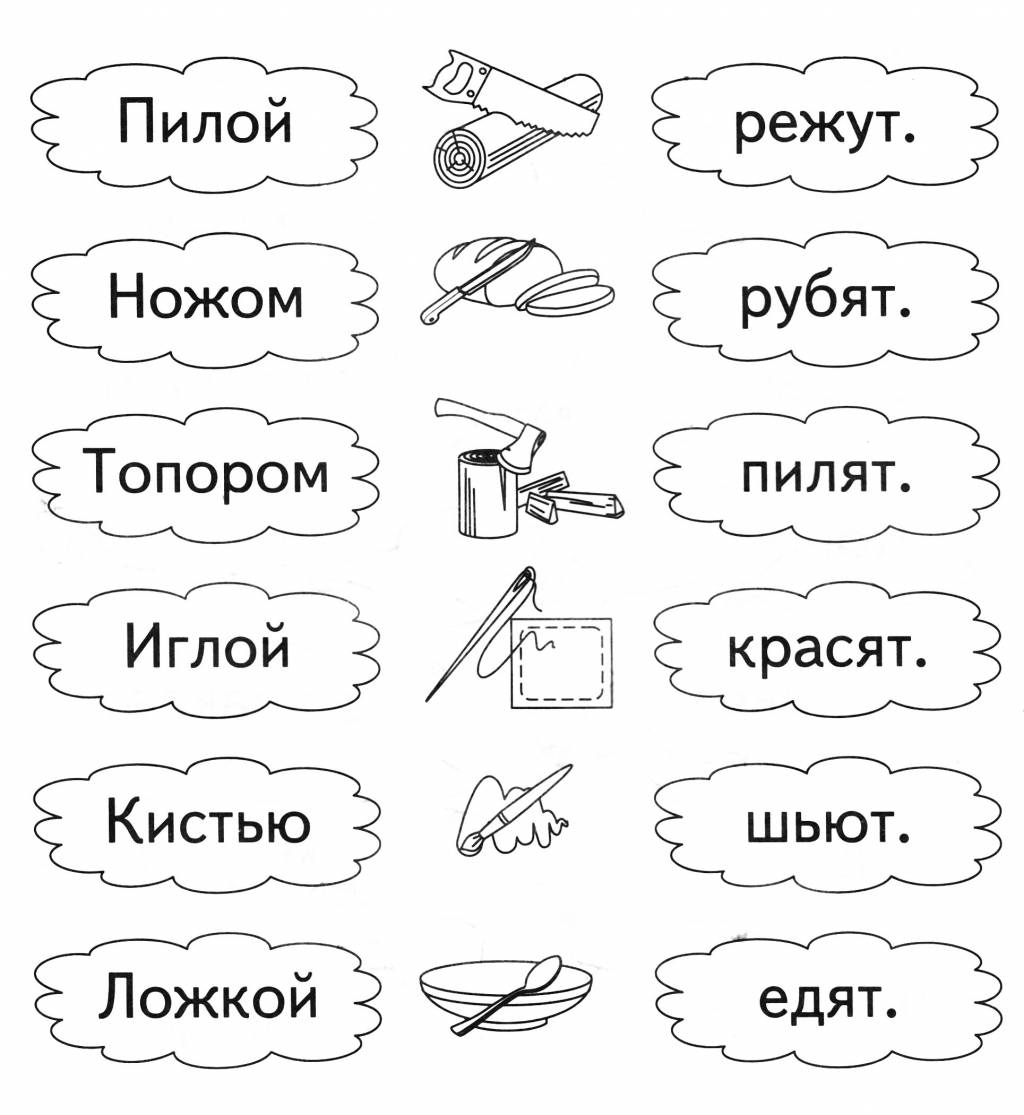 Пилой режут.
Ножом рубят.
Топором пилят.
Иглой красят.
Кистью шьют.
Ложкой едят.